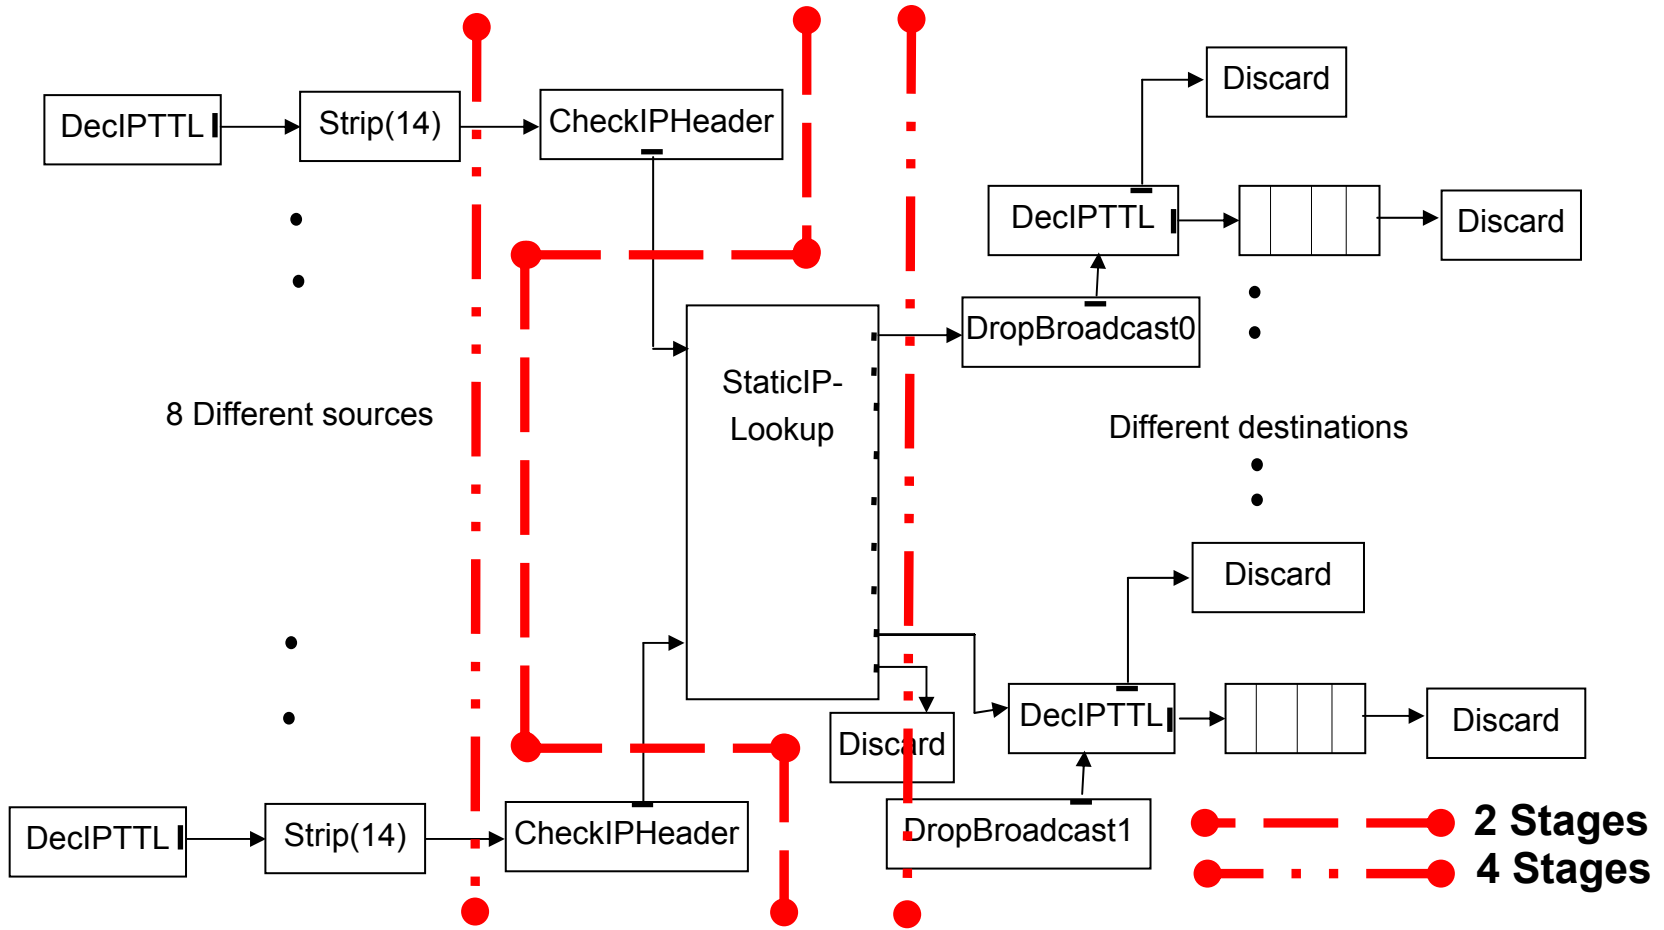 Discard
DecIPTTL
Strip(14)
CheckIPHeader
DecIPTTL
Discard
DropBroadcast0
StaticIP-
Lookup
8 Different sources
Different destinations
Discard
DecIPTTL
Discard
Discard
DecIPTTL
Strip(14)
CheckIPHeader
DropBroadcast1
2 Stages
4 Stages